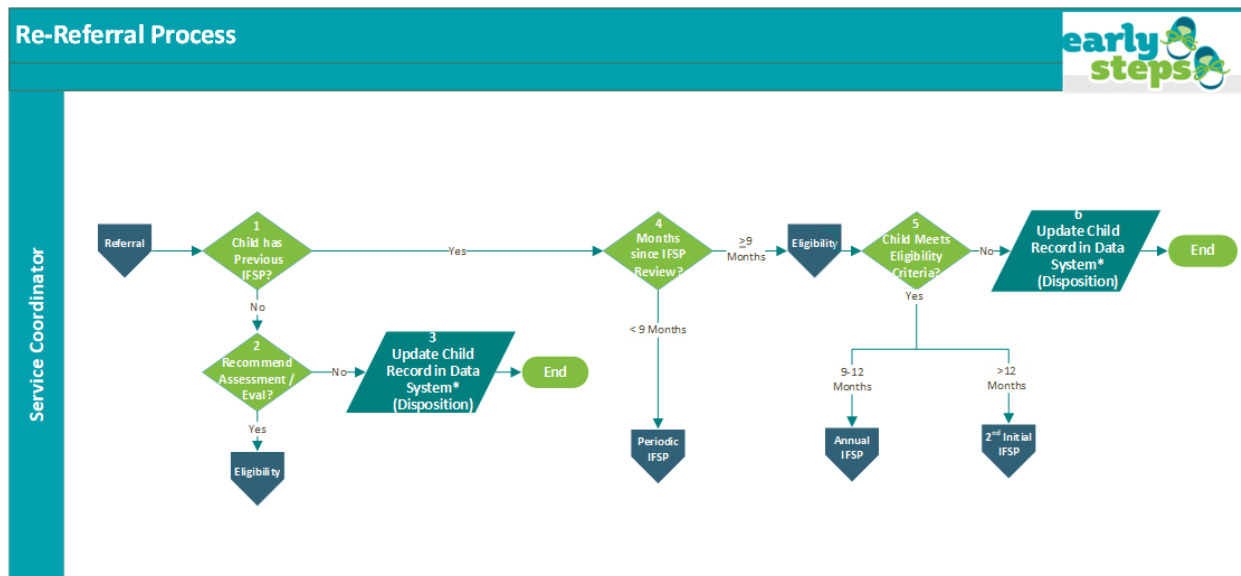 Re-Referral Process
early
steps
Service Coordinator
Referral
1
Child has
Previous
IFSP?
Yes
No
2
Recommend
Assessment /
Eval?
No
3
Update Child
Record in Data
System*
(Disposition)
End
Yes
Eligibility
4
Months
since IFSP
Review?
≥9
Months
< 9 Months
Periodic
IFSP
Eligibility
5
Child Meets
Eligibility
Criteria?
No
6
Update Child
Record in Data
System*
(Disposition)
End
Yes
9-12
Months
>12
Months
Annual
IFSP
2nd Initial
IFSP